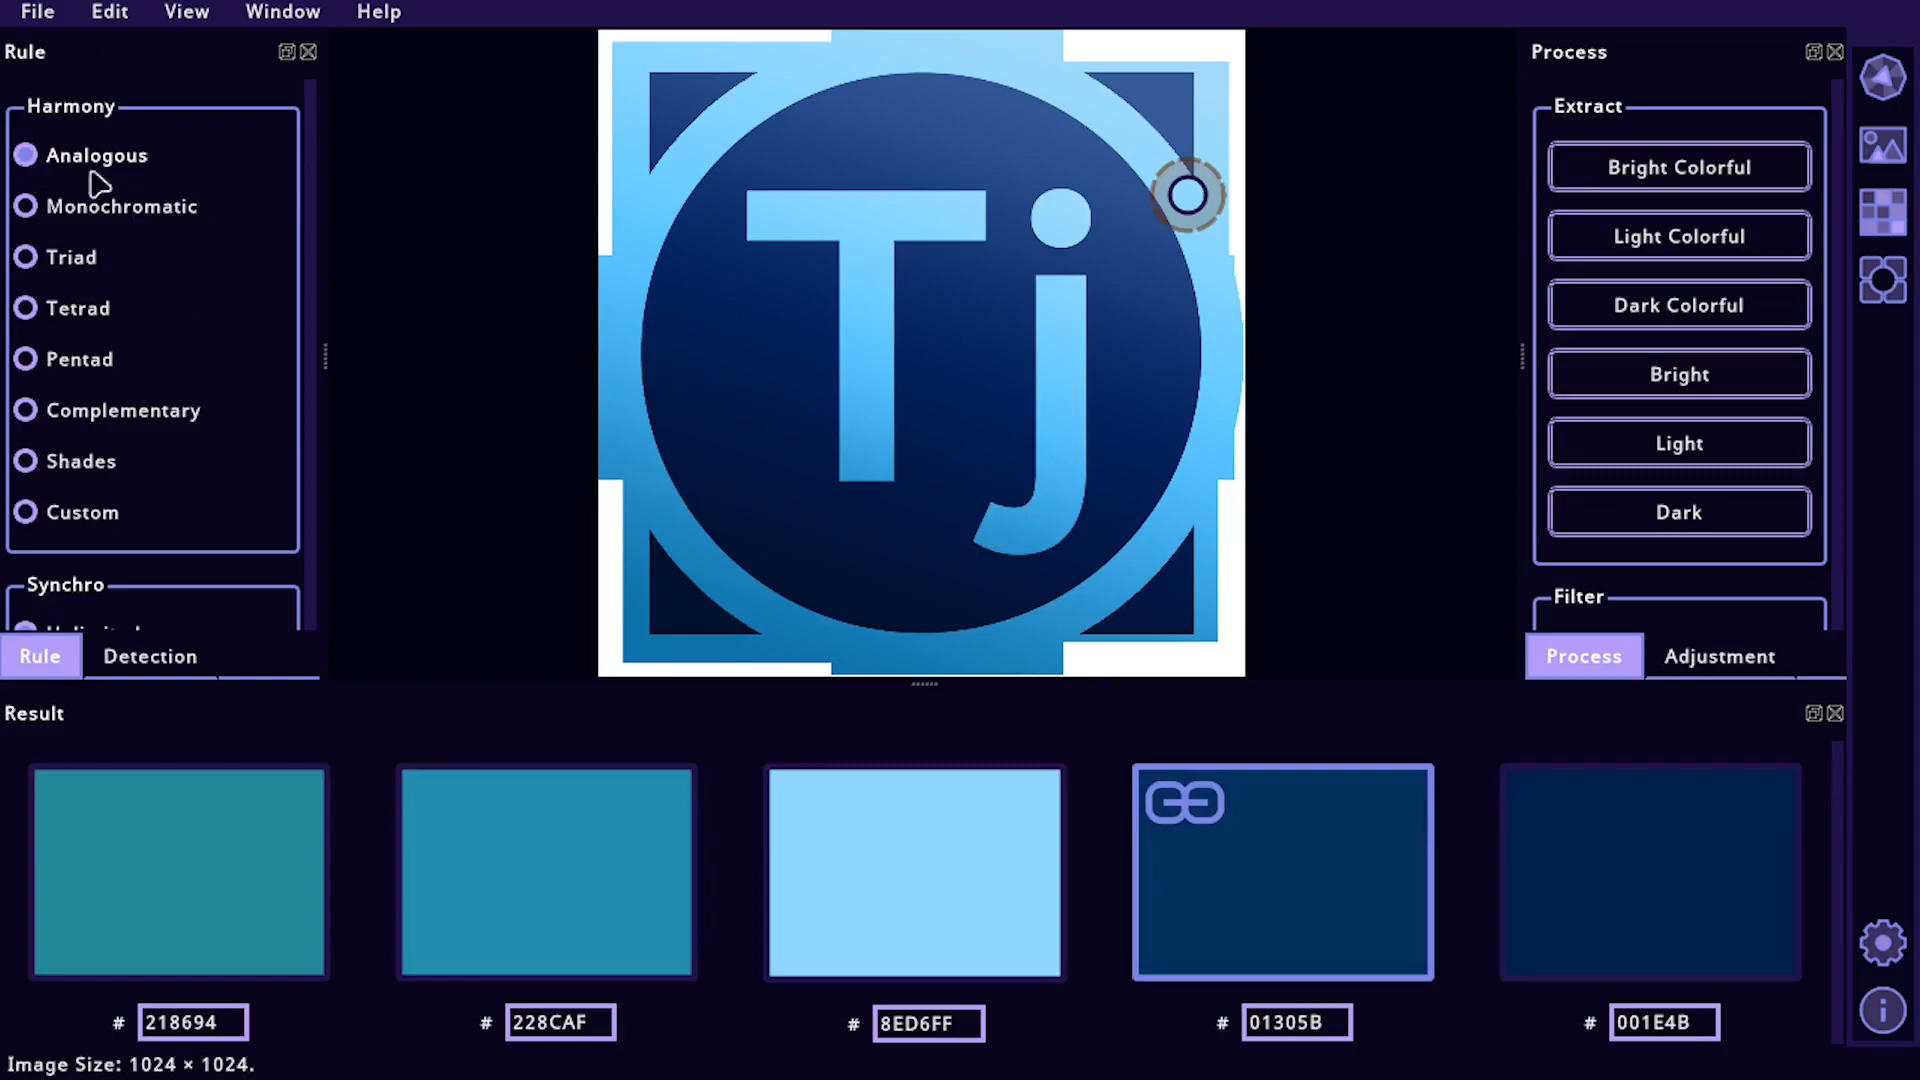 File Edit View Window Help
Rule
Harmony
Analogous
Monochromatic
Triad
Tetrad
Pentad
Complementary
Shades
Custom
Synchro
Rule Detection
Tj
Process
Extract
Bright Colorful
Light Colorful
Dark Colorful
Bright
Light
Dark
Filter
Process Adjustment
Result
# 218694 # 228CAF # 8ED6FF # 01305B # 001E4B
Image Size: 1024 × 1024.